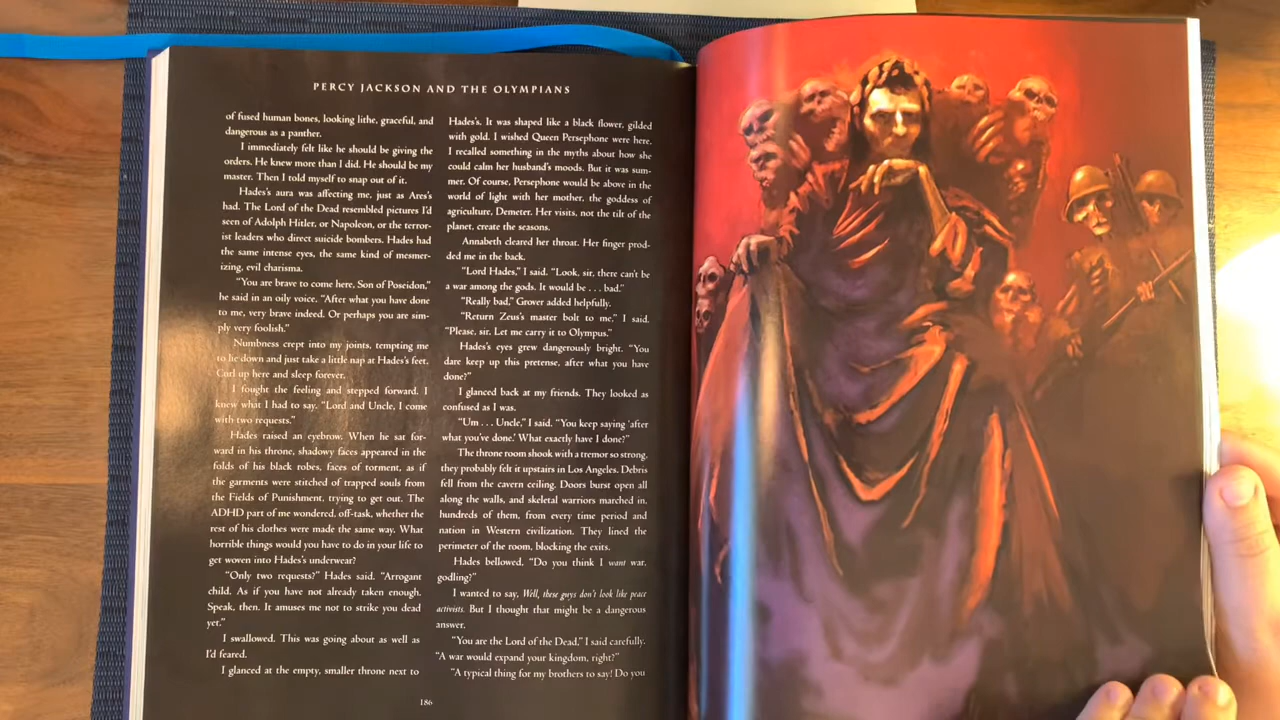 PERCY JACKSON AND THE OLYMPIANS
of fused human bones, looking lithe, graceful, and
dangerous as a panther.
I immediately felt like he should be giving the
orders. He knew more than I did. He should be my
master. Then I told myself to snap out of it.
Hades's aura was affecting me, just as Ares's
had. The Lord of the Dead resembled pictures I'd
seen of Adolph Hitler, or Napoleon, or the terror-
ist leaders who direct suicide bombers. Hades had
the same intense eyes, the same kind of mesmer-
izing, evil charisma.
"You are brave to come here, Son of Poseidon,"
he said in an oily voice. "After what you have done
to me, very brave indeed. Or perhaps you are sim-
ply very foolish."
Numbness crept into my joints, tempting me
to lie down and just take a little nap at Hades's feet.
Curl up here and sleep forever.
I fought the feeling and stepped forward. I
knew what I had to say. "Lord and Uncle, I come
with two requests."
Hades raised an eyebrow. When he sat for-
ward in his throne, shadowy faces appeared in the
folds of his black robes, faces of torment, as if
the garments were stitched of trapped souls from
the Fields of Punishment, trying to get out. The
ADHD part of me wondered, off-task, whether the
rest of his clothes were made the same way. What
horrible things would you have to do in your life to
get woven into Hades's underwear?
"Only two requests?" Hades said. "Arrogant
child. As if you have not already taken enough.
Speak, then. It amuses me not to strike you dead
yet."
I swallowed. This was going about as well as
I'd feared.
I glanced at the empty, smaller throne next to
Hades's. It was shaped like a black flower, gilded
with gold. I wished Queen Persephone were here.
I recalled something in the myths about how she
could calm her husband's moods. But it was sum-
mer. Of course, Persephone would be above in the
world of light with her mother, the goddess of
agriculture, Demeter. Her visits, not the tilt of the
planet, create the seasons.
Annabeth cleared her throat. Her finger prod-
ded me in the back.
"Lord Hades," I said. "Look, sir, there can't be
a war among the gods. It would be . . . bad."
"Really bad," Grover added helpfully.
"Return Zeus's master bolt to me," I said.
"Please, sir. Let me carry it to Olympus."
Hades's eyes grew dangerously bright. "You
dare keep up this pretense, after what you have
done?"
I glanced back at my friends. They looked as
confused as I was.
"Um . . . Uncle," I said. "You keep saying 'after
what you've done.' What exactly have I done?"
The throne room shook with a tremor so strong,
they probably felt it upstairs in Los Angeles. Debris
fell from the cavern ceiling. Doors burst open all
along the walls, and skeletal warriors marched in,
hundreds of them, from every time period and
nation in Western civilization. They lined the
perimeter of the room, blocking the exits.
Hades bellowed, "Do you think I want war,
godling?"
I wanted to say, Well, these guys don't look like peace
activists. But I thought that might be a dangerous
answer.
"You are the Lord of the Dead," I said carefully.
"A war would expand your kingdom, right?"
"A typical thing for my brothers to say! Do you
186